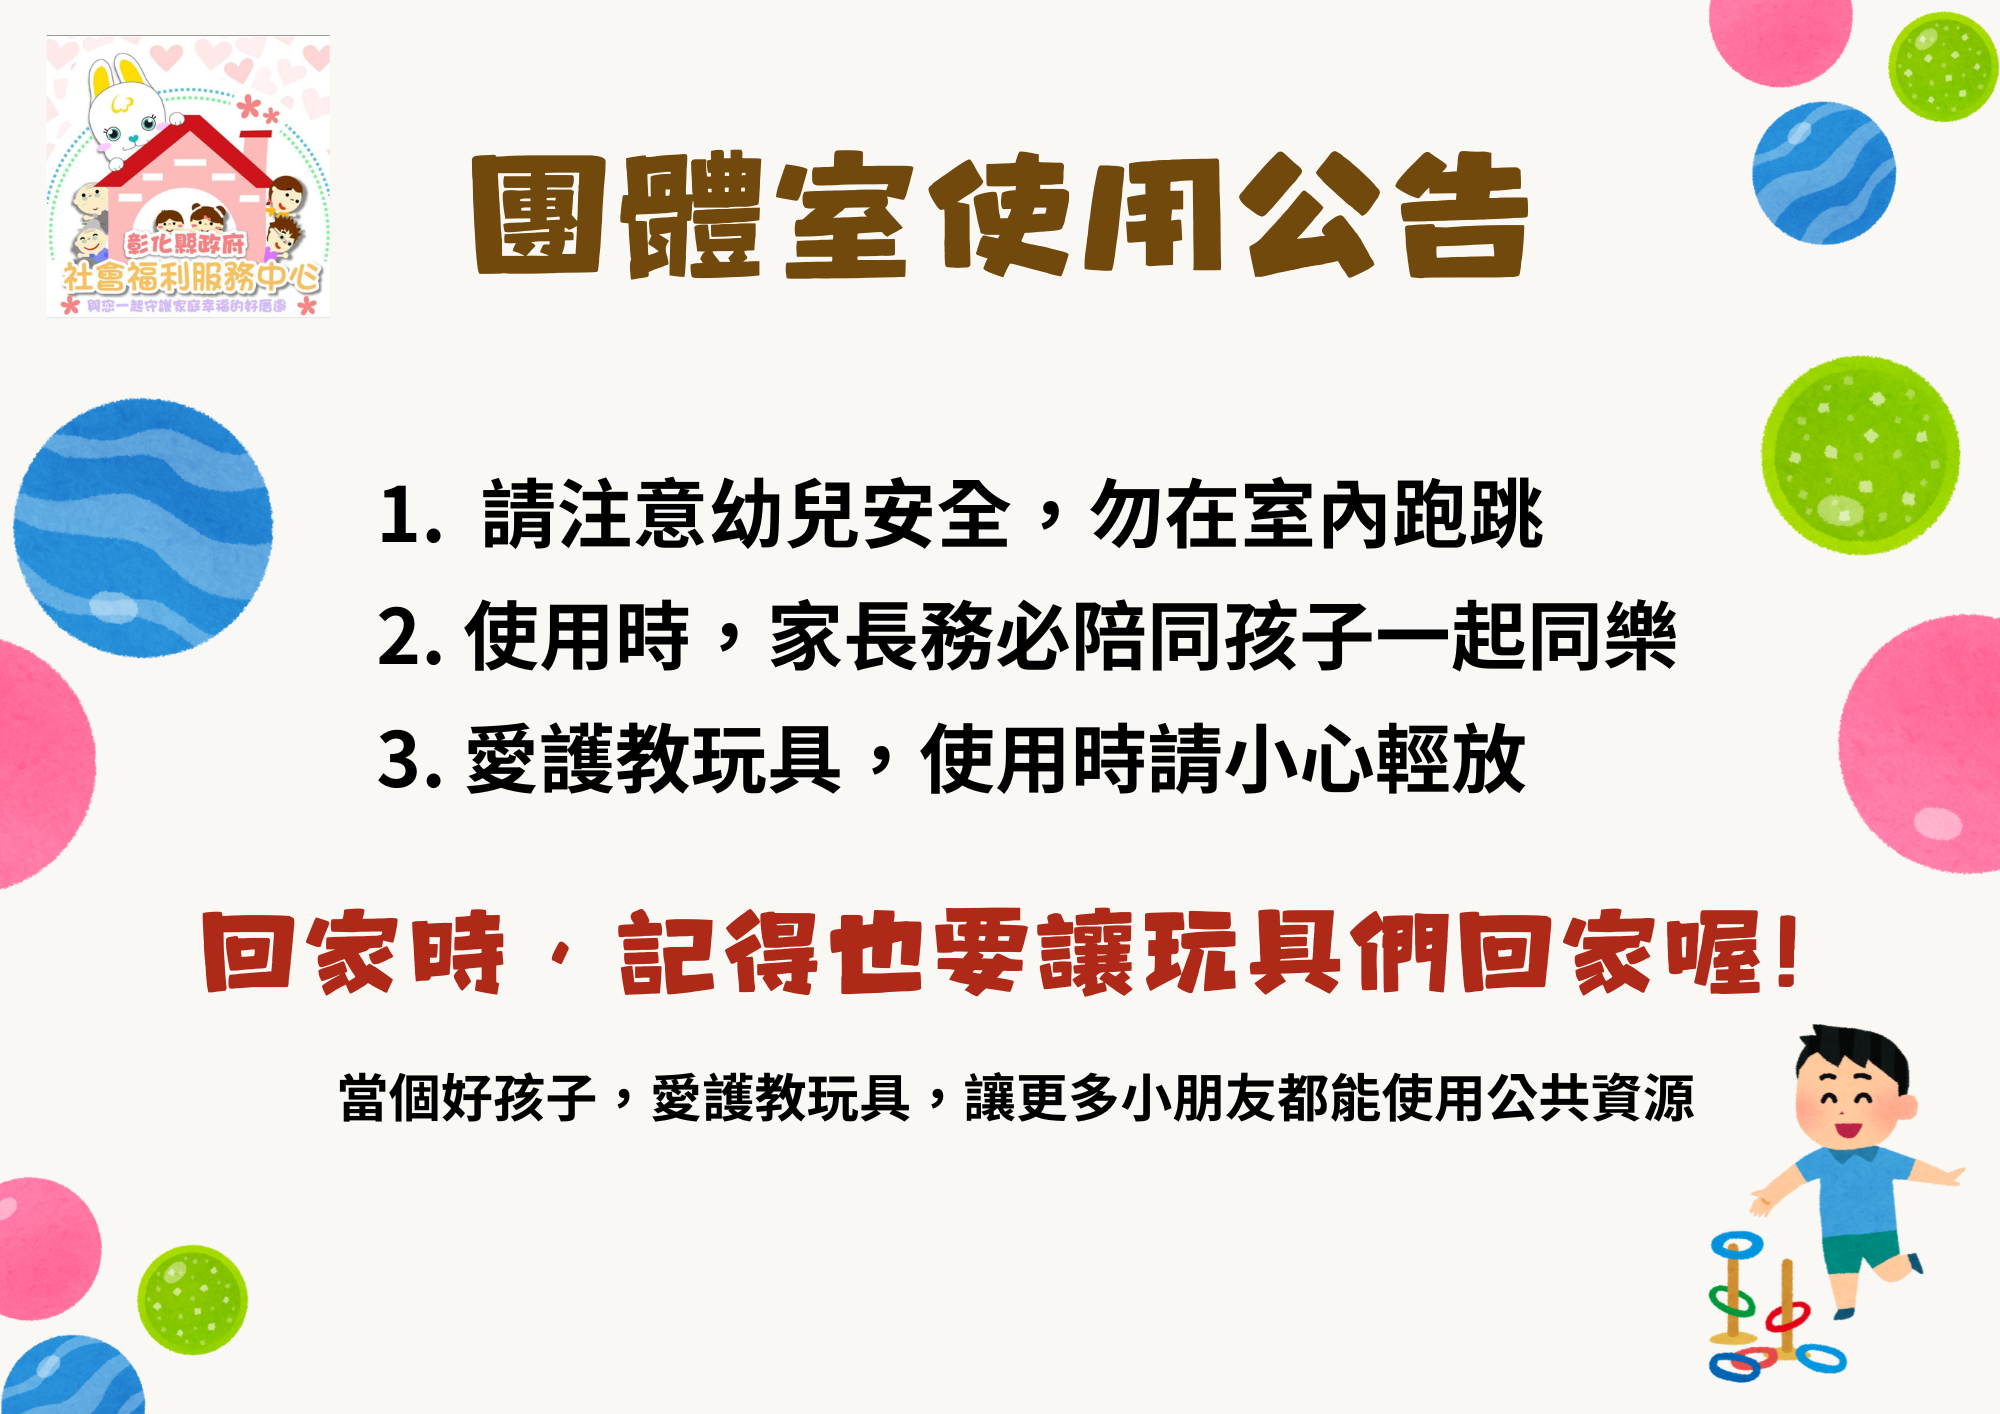 彰化縣政府
社會福利服務中心
與您一起守護家庭幸福的好厝邊
團體室使用公告
1. 請注意幼兒安全，勿在室內跑跳
2. 使用時，家長務必陪同孩子一起同樂
3. 愛護教玩具，使用時請小心輕放
回家時，記得也要讓玩具們回家喔!
當個好孩子，愛護教玩具，讓更多小朋友都能使用公共資源